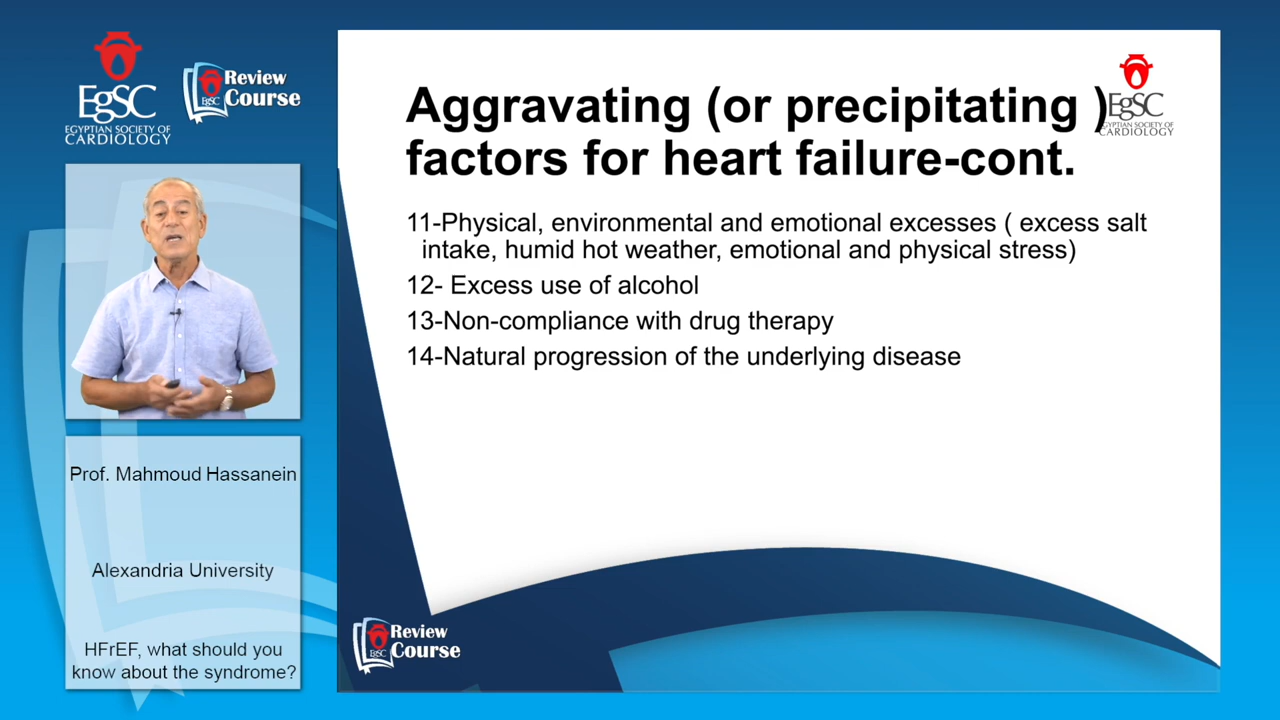 EgSC
EGYPTIAN SOCIETY OF
CARDIOLOGY
Review
EgSC Course
Prof. Mahmoud Hassanein
Alexandria University
HFrEF, what should you
know about the syndrome?
Aggravating (or precipitating )
factors for heart failure-cont.
EgSC
EGYPTIAN SOCIETY OF
CARDIOLOGY
11-Physical, environmental and emotional excesses ( excess salt
intake, humid hot weather, emotional and physical stress)
12- Excess use of alcohol
13-Non-compliance with drug therapy
14-Natural progression of the underlying disease
Review
EgSC Course